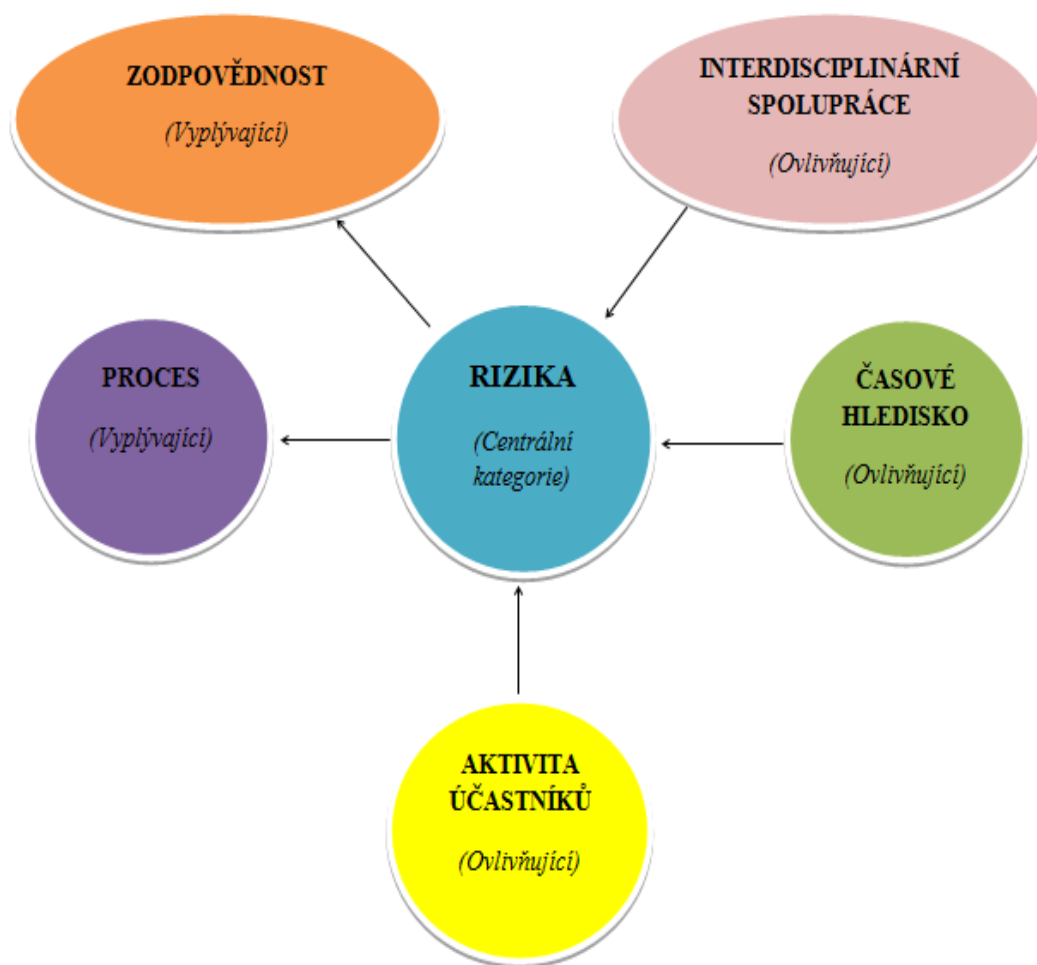 ZODPOVĚDNOST
(Vyplývající)
INTERDISCIPLINÁRNÍ
SPOLUPRÁCE
(Ovlivňující)
PROCES
(Vyplývající)
RIZIKA
(Centrální
kategorie)
ČASOVÉ
HLEDISKO
(Ovlivňující)
AKTIVITA
ÚČASTNÍKŮ
(Ovlivňující)